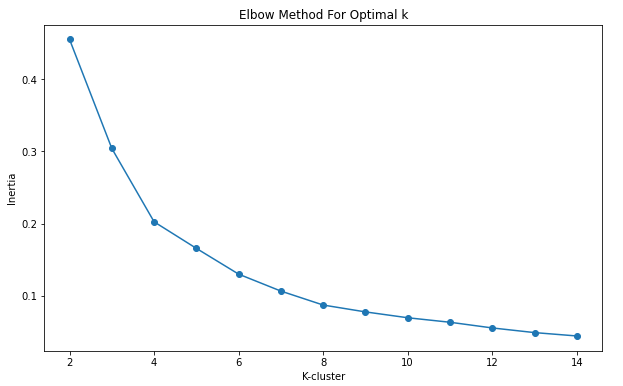 Elbow Method For Optimal k
0.4
0.3
0.2
0.1
Inertia
2 4 6 8 10 12 14
K-cluster